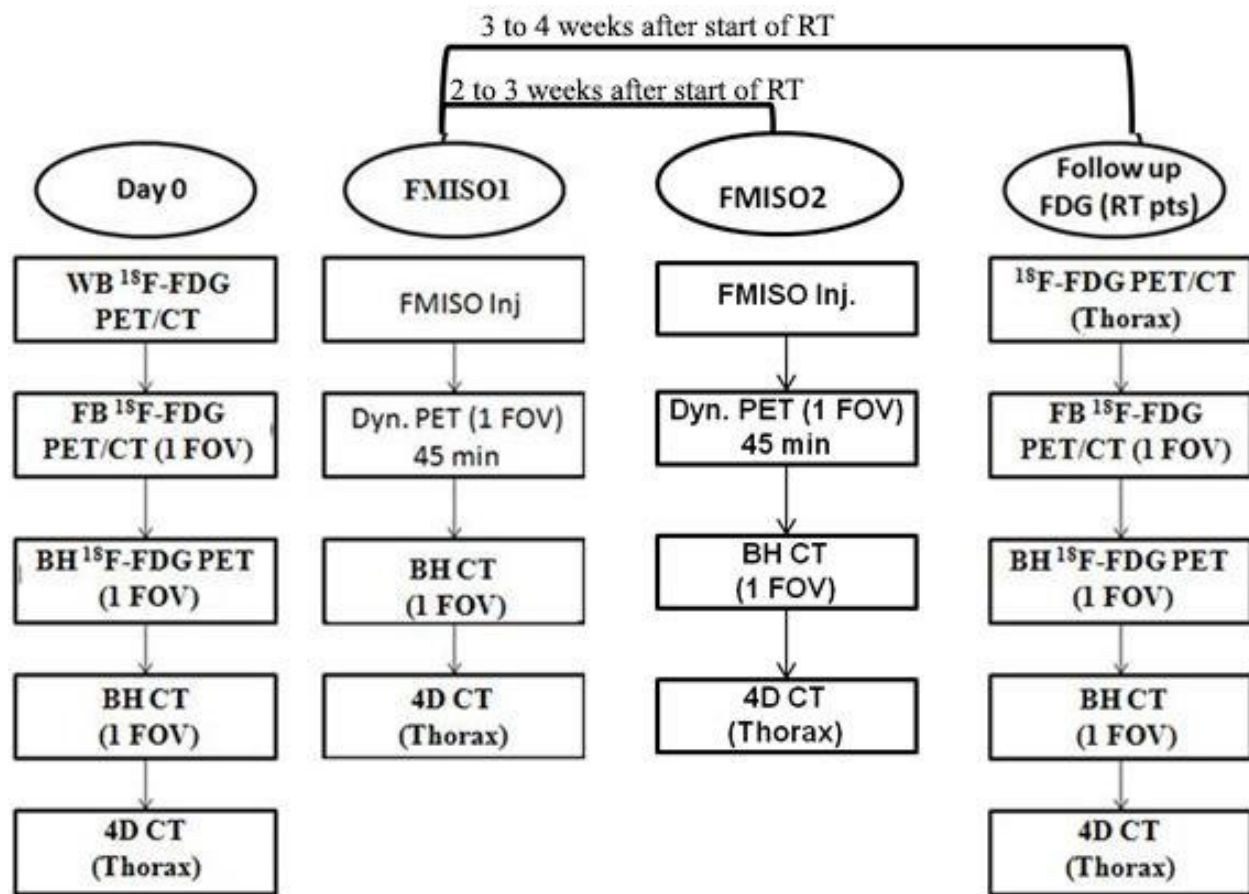 3 to 4 weeks after start of RT
2 to 3 weeks after start of RT
Day 0
WB ¹⁸F-FDG
PET/CT
FB ¹⁸F-FDG
PET/CT (1 FOV)
BH ¹⁸F-FDG PET
(1 FOV)
BH CT
(1 FOV)
4D CT
(Thorax)
FMISO1
FMISO Inj
Dyn. PET (1 FOV)
45 min
BH CT
(1 FOV)
4D CT
(Thorax)
FMISO2
FMISO Inj.
Dyn. PET (1 FOV)
45 min
BH CT
(1 FOV)
4D CT
(Thorax)
Follow up
FDG (RT pts)
¹⁸F-FDG PET/CT
(Thorax)
FB ¹⁸F-FDG
PET/CT (1 FOV)
BH ¹⁸F-FDG PET
(1 FOV)
BH CT
(1 FOV)
4D CT
(Thorax)